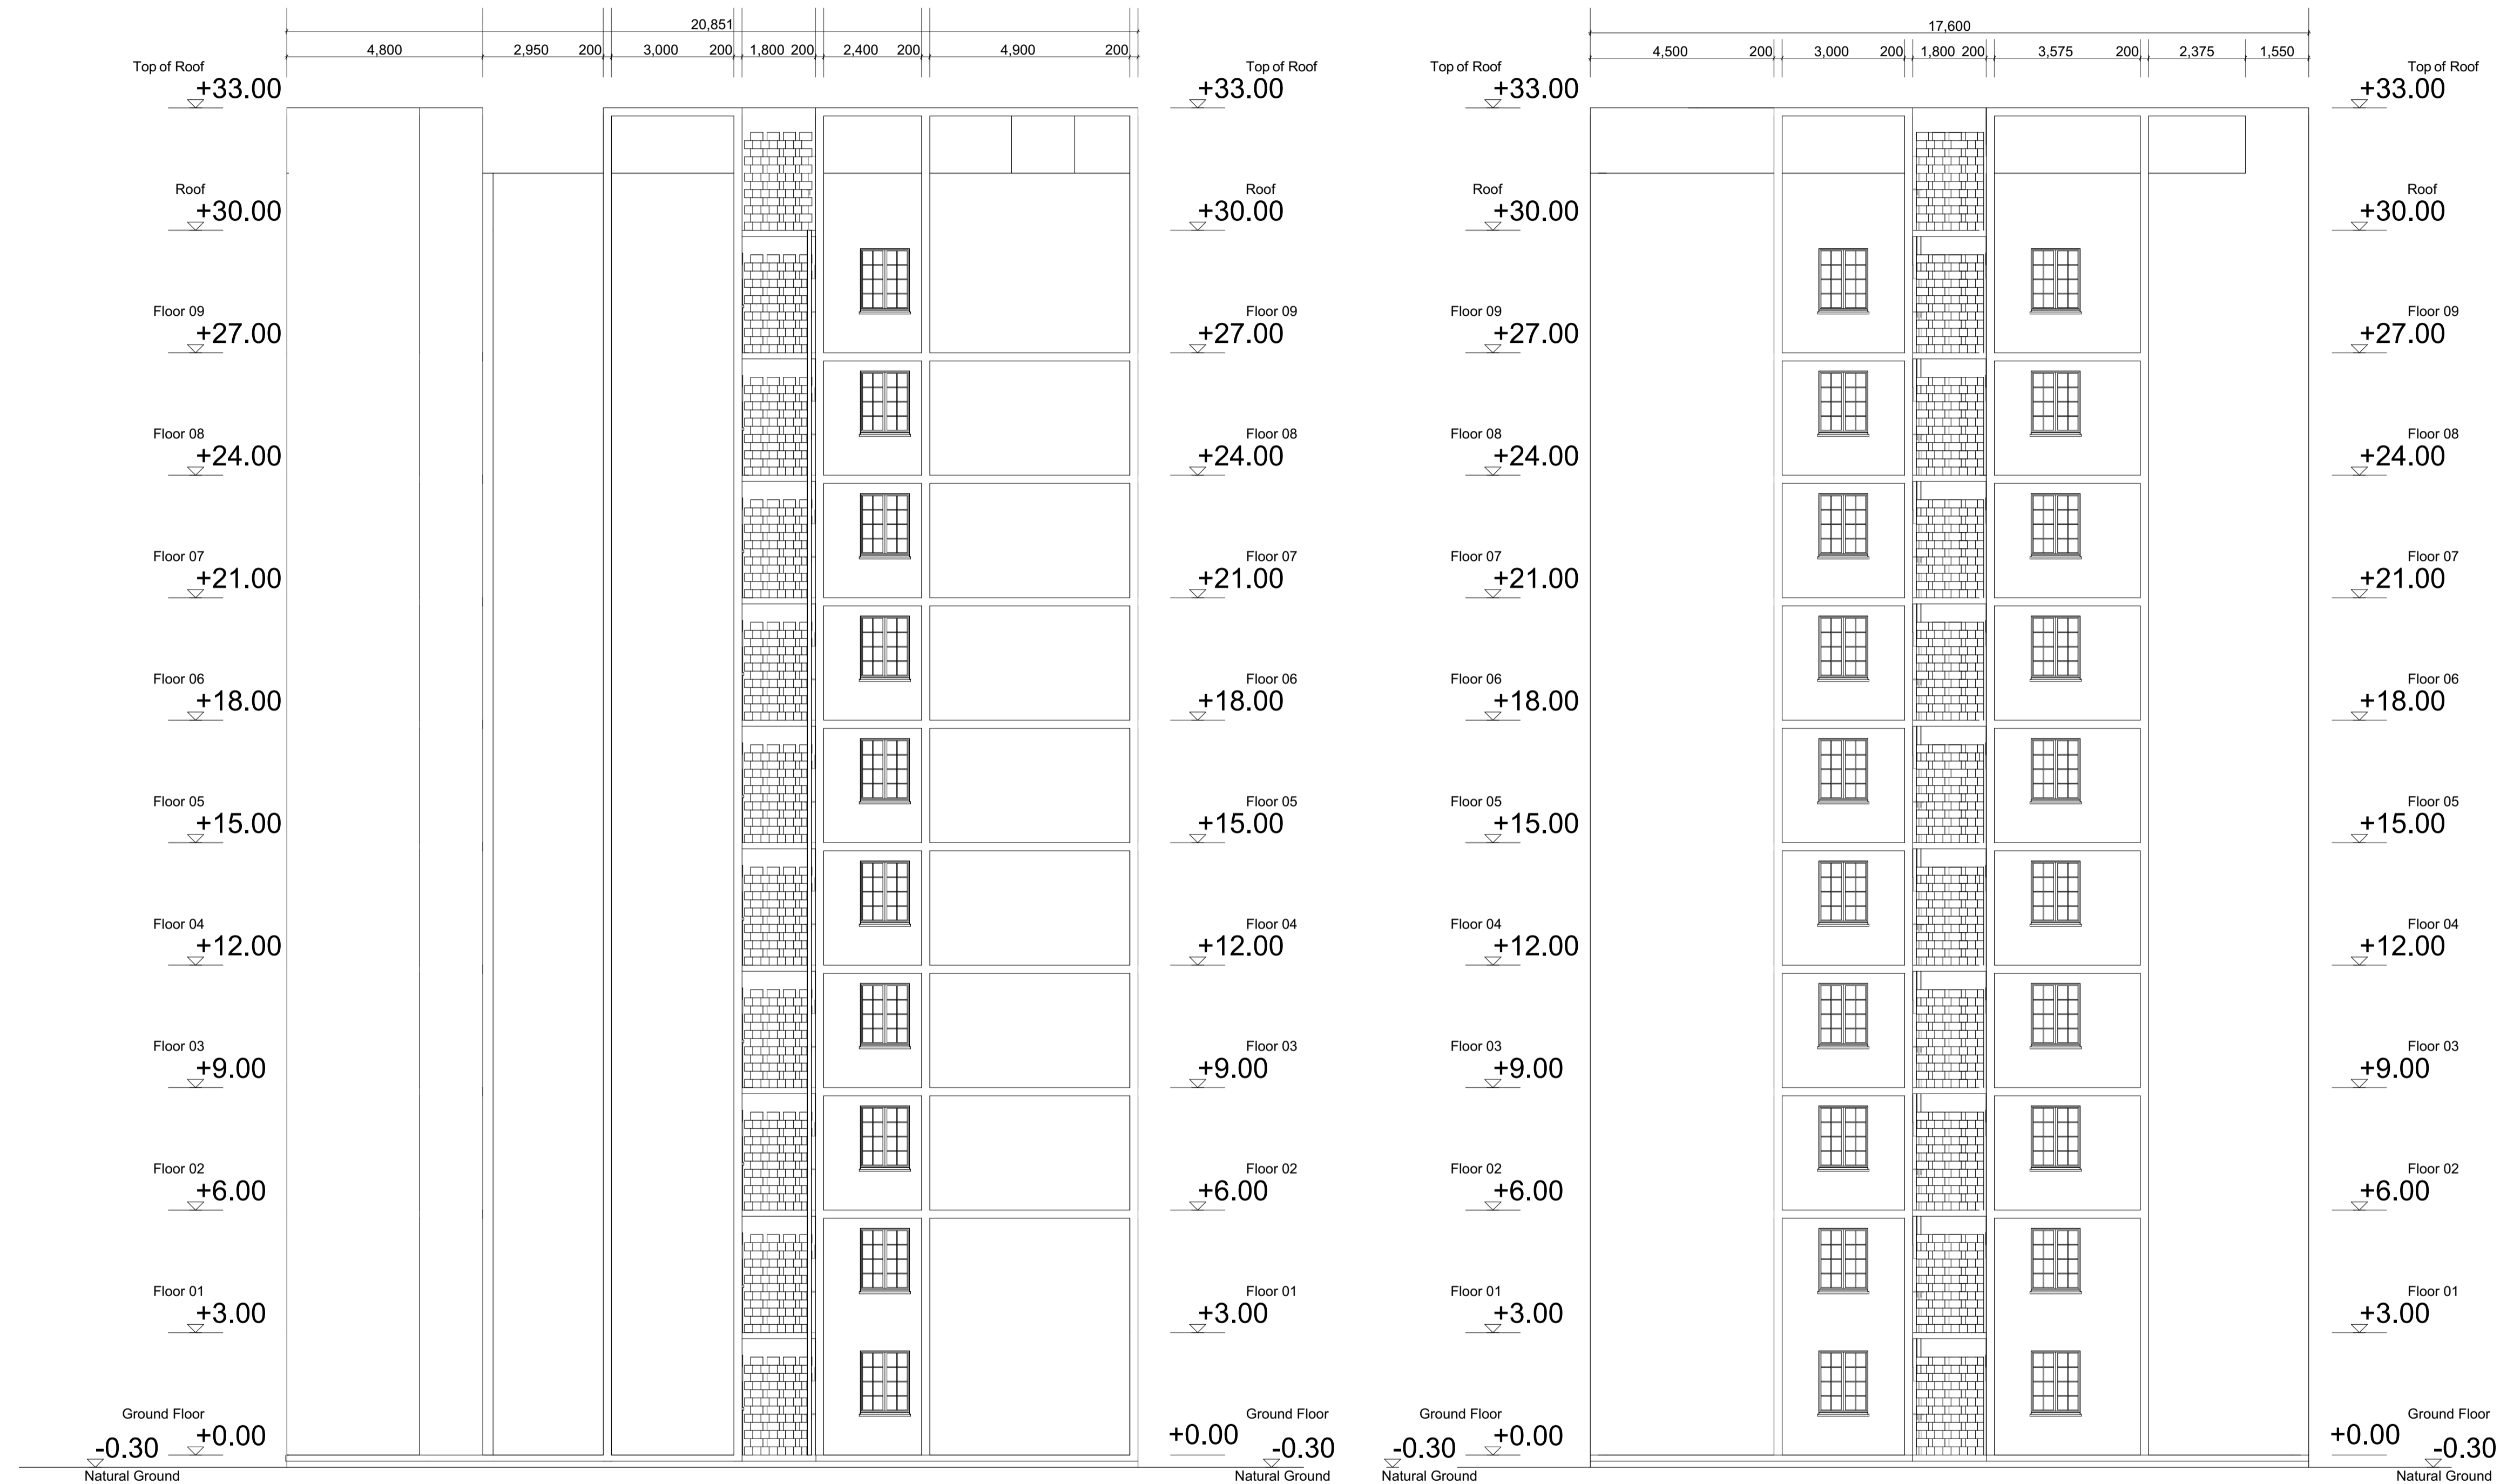 20,851
17,600
4,800 2,950 200 3,000 200 1,800 200 2,400 200 4,900 200
4,500 200 3,000 200 1,800 200 3,575 200 2,375 1,550
Top of Roof Top of Roof Top of Roof Top of Roof
+33.00 +33.00 +33.00 +33.00
Roof Roof Roof Roof
+30.00 +30.00 +30.00 +30.00
Floor 09 Floor 09 Floor 09 Floor 09
+27.00 +27.00 +27.00 +27.00
Floor 08 Floor 08 Floor 08 Floor 08
+24.00 +24.00 +24.00 +24.00
Floor 07 Floor 07 Floor 07 Floor 07
+21.00 +21.00 +21.00 +21.00
Floor 06 Floor 06 Floor 06 Floor 06
+18.00 +18.00 +18.00 +18.00
Floor 05 Floor 05 Floor 05 Floor 05
+15.00 +15.00 +15.00 +15.00
Floor 04 Floor 04 Floor 04 Floor 04
+12.00 +12.00 +12.00 +12.00
Floor 03 Floor 03 Floor 03 Floor 03
+9.00 +9.00 +9.00 +9.00
Floor 02 Floor 02 Floor 02 Floor 02
+6.00 +6.00 +6.00 +6.00
Floor 01 Floor 01 Floor 01 Floor 01
+3.00 +3.00 +3.00 +3.00
Ground Floor Ground Floor Ground Floor Ground Floor
+0.00 +0.00 +0.00 +0.00
-0.30 -0.30 -0.30 -0.30
Natural Ground Natural Ground Natural Ground Natural Ground